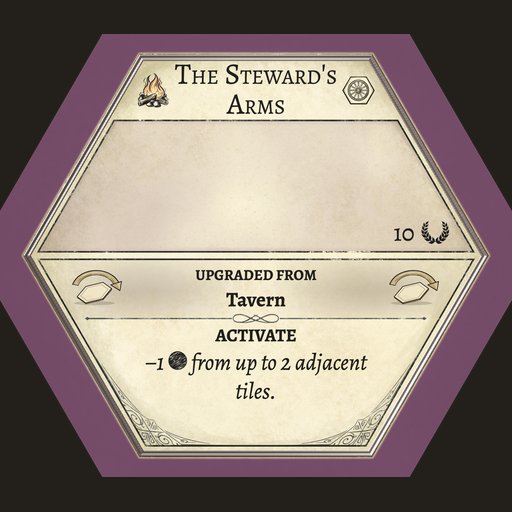 The Steward's
Arms
10
UPGRADED FROM
Tavern
ACTIVATE
–1 from up to 2 adjacent
tiles.